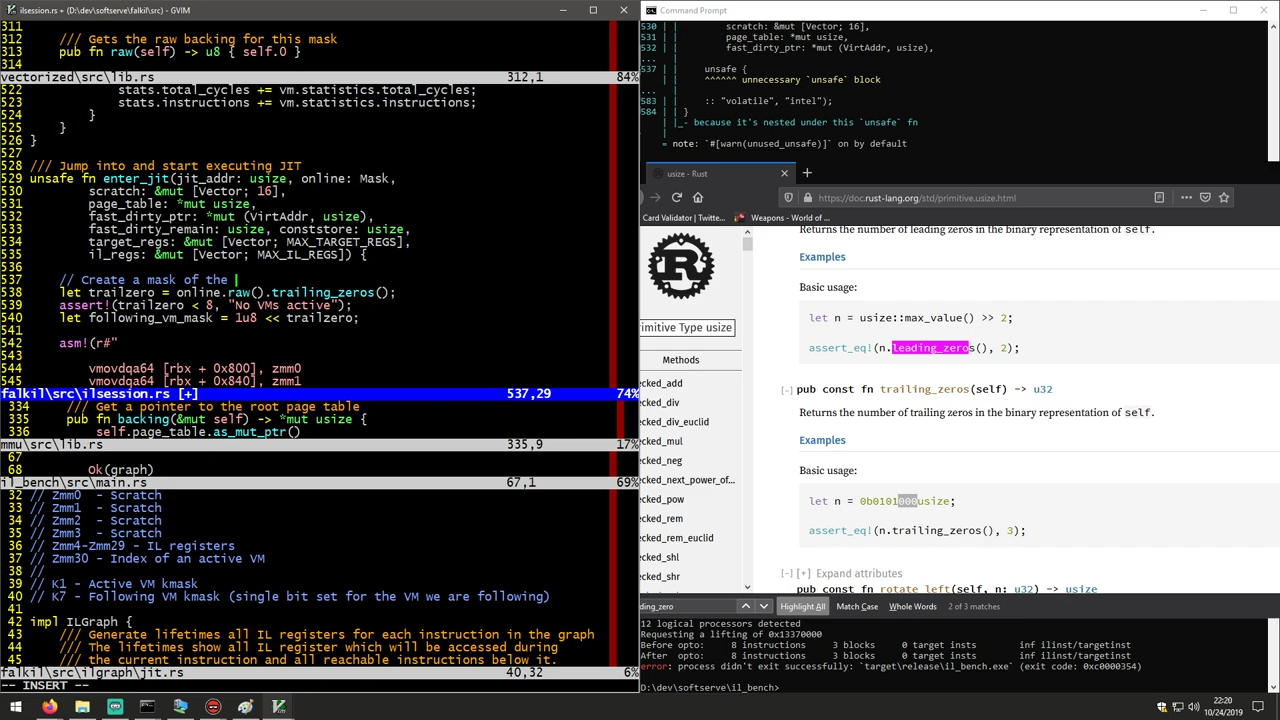 ilsession.rs + (D:\dev\softserve\falkil\src) - GVIM
311
312     /// Gets the raw backing for this mask
313     pub fn raw(self) -> u8 { self.0 }
314
vectorized\src\lib.rs 312,1 84%
522             stats.total_cycles += vm.statistics.total_cycles;
523             stats.instructions += vm.statistics.instructions;
524         }
525     }
526 }
527
528 /// Jump into and start executing JIT
529 unsafe fn enter_jit(jit_addr: usize, online: Mask,
530         scratch: &mut [Vector; 16],
531         page_table: *mut usize,
532         fast_dirty_ptr: *mut (VirtAddr, usize),
533         fast_dirty_remain: usize, conststore: usize,
534         target_regs: &mut [Vector; MAX_TARGET_REGS],
535         il_regs: &mut [Vector; MAX_IL_REGS]) {
536
537     // Create a mask of the
538     let trailzero = online.raw().trailing_zeros();
539     assert!(trailzero < 8, "No VMs active");
540     let following_vm_mask = 1u8 << trailzero;
541
542     asm!(r#"
543
544         vmovdqa64 [rbx + 0x800], zmm0
545         vmovdqa64 [rbx + 0x840], zmm1
falkil\src\ilsession.rs [+] 537,29 74%
334     /// Get a pointer to the root page table
335     pub fn backing(&mut self) -> *mut usize {
336         self.page_table.as_mut_ptr()
mmu\src\lib.rs 335,9 17%
67
68         Ok(graph)
il_bench\src\main.rs 67,1 69%
32 // Zmm0  - Scratch
33 // Zmm1  - Scratch
34 // Zmm2  - Scratch
35 // Zmm3  - Scratch
36 // Zmm4-Zmm29 - IL registers
37 // Zmm30 - Index of an active VM
38 //
39 // K1 - Active VM kmask
40 // K7 - Following VM kmask (single bit set for the VM we are following)
41
42 impl ILGraph {
43     /// Generate lifetimes all IL registers for each instruction in the graph
44     /// The lifetimes show all IL register which will be accessed during
45     /// the current instruction and all reachable instructions below it.
falkil\src\ilgraph\jit.rs 40,32 6%
-- INSERT --
Command Prompt
530 | |         scratch: &mut [Vector; 16],
531 | |         page_table: *mut usize,
532 | |         fast_dirty_ptr: *mut (VirtAddr, usize),
... |
537 | |     unsafe {
    | |     ^^^^^^ unnecessary `unsafe` block
... |
583 | |         :: "volatile", "intel");
584 | | }
    | |_- because it's nested under this `unsafe` fn
    |
    = note: `#[warn(unused_unsafe)]` on by default
usize - Rust
https://doc.rust-lang.org/std/primitive.usize.html
Card Validator | Twitte... Weapons - World of...
rimitive Type usize
Methods
ecked_add
ecked_div
ecked_div_euclid
ecked_mul
ecked_neg
ecked_next_power_of...
ecked_pow
ecked_rem
ecked_rem_euclid
ecked_shl
ecked_shr
Returns the number of leading zeros in the binary representation of self.
Examples
Basic usage:
let n = usize::max_value() >> 2;
assert_eq!(n.leading_zeros(), 2);
[-] pub const fn trailing_zeros(self) -> u32
Returns the number of trailing zeros in the binary representation of self.
Examples
Basic usage:
let n = 0b0101000usize;
assert_eq!(n.trailing_zeros(), 3);
[-] [+] Expand attributes
pub const fn rotate_left(self, n: u32) -> usize
ding_zero Highlight All Match Case Whole Words 2 of 3 matches
12 logical processors detected
Requesting a lifting of 0x13370000
Before opto:   8 instructions   3 blocks   0 target insts   inf ilinst/targetinst
After  opto:   8 instructions   3 blocks   0 target insts   inf ilinst/targetinst
error: process didn't exit successfully: `target\release\il_bench.exe` (exit code: 0xc0000354)
D:\dev\softserve\il_bench>
22:20
10/24/2019